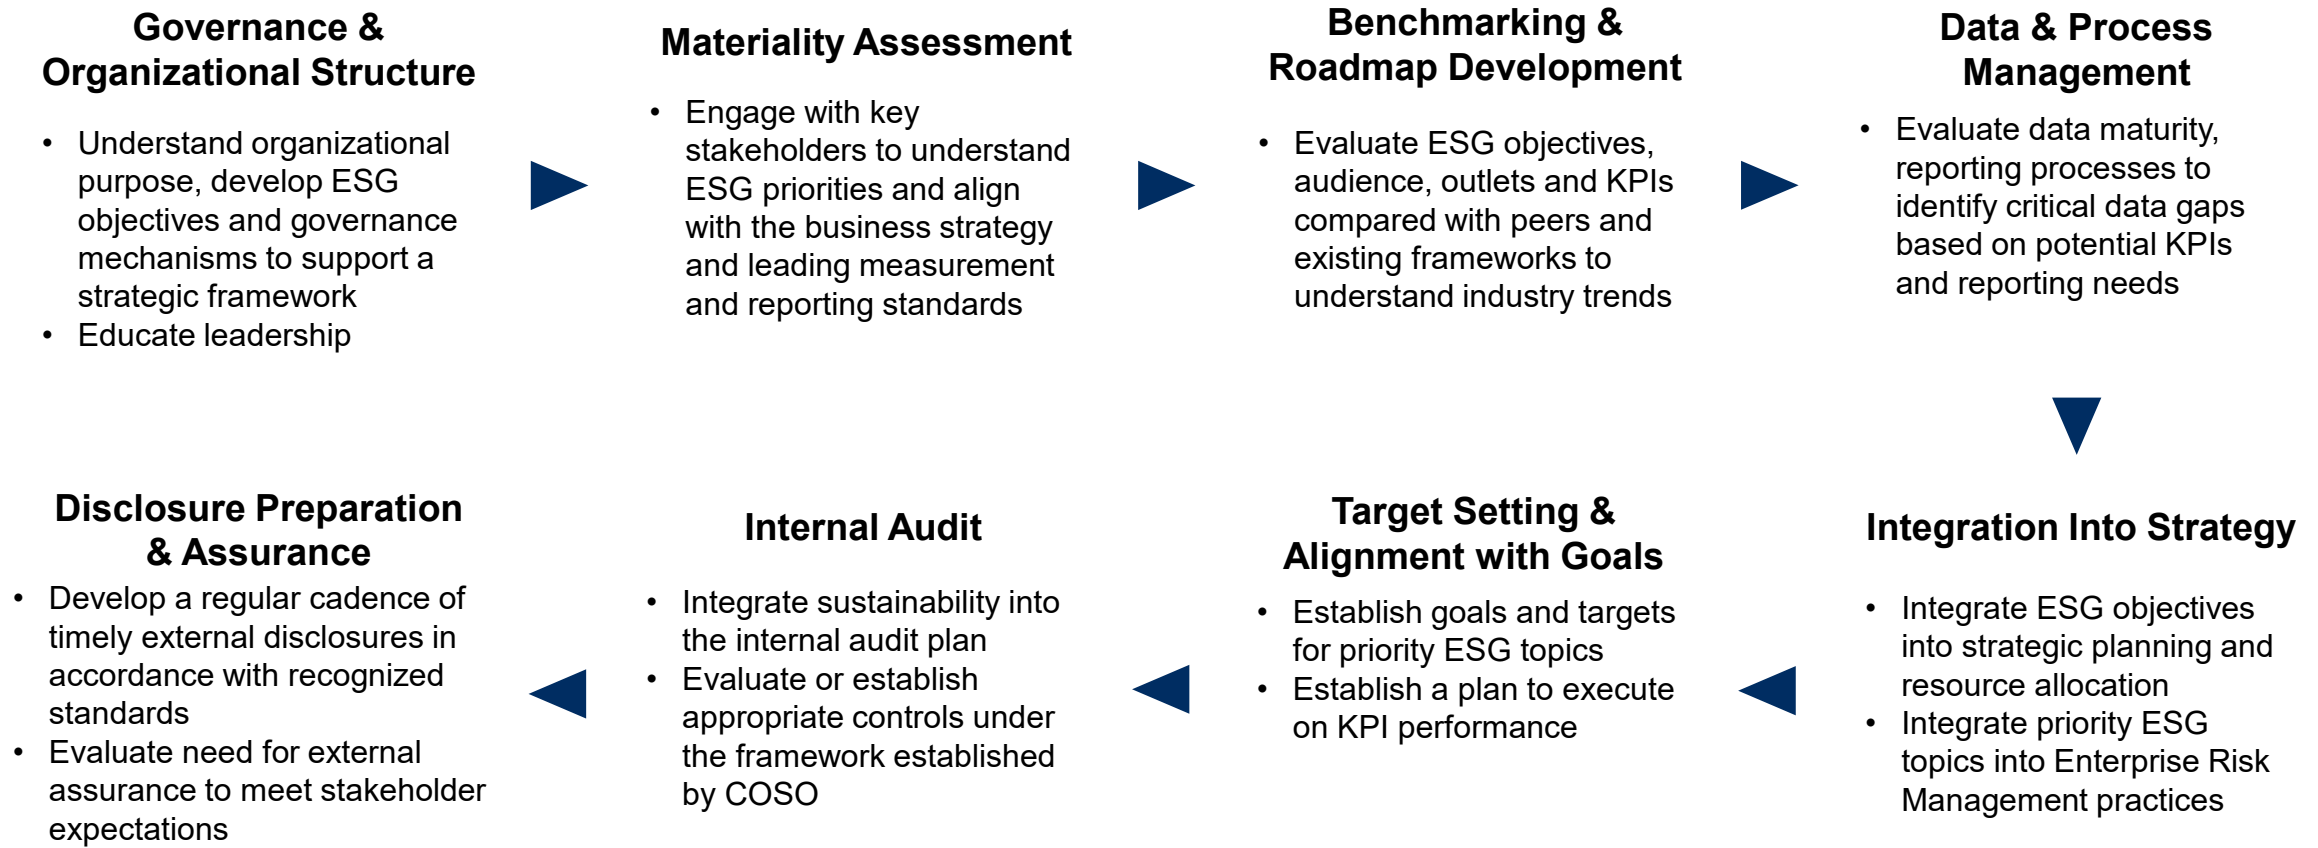 Governance &
Organizational Structure
• Understand organizational
purpose, develop ESG
objectives and governance
mechanisms to support a
strategic framework
• Educate leadership
Materiality Assessment
• Engage with key
stakeholders to understand
ESG priorities and align
with the business strategy
and leading measurement
and reporting standards
Benchmarking &
Roadmap Development
• Evaluate ESG objectives,
audience, outlets and KPIs
compared with peers and
existing frameworks to
understand industry trends
Data & Process
Management
• Evaluate data maturity,
reporting processes to
identify critical data gaps
based on potential KPIs
and reporting needs
Integration Into Strategy
• Integrate ESG objectives
into strategic planning and
resource allocation
• Integrate priority ESG
topics into Enterprise Risk
Management practices
Target Setting &
Alignment with Goals
• Establish goals and targets
for priority ESG topics
• Establish a plan to execute
on KPI performance
Internal Audit
• Integrate sustainability into
the internal audit plan
• Evaluate or establish
appropriate controls under
the framework established
by COSO
Disclosure Preparation
& Assurance
• Develop a regular cadence of
timely external disclosures in
accordance with recognized
standards
• Evaluate need for external
assurance to meet stakeholder
expectations